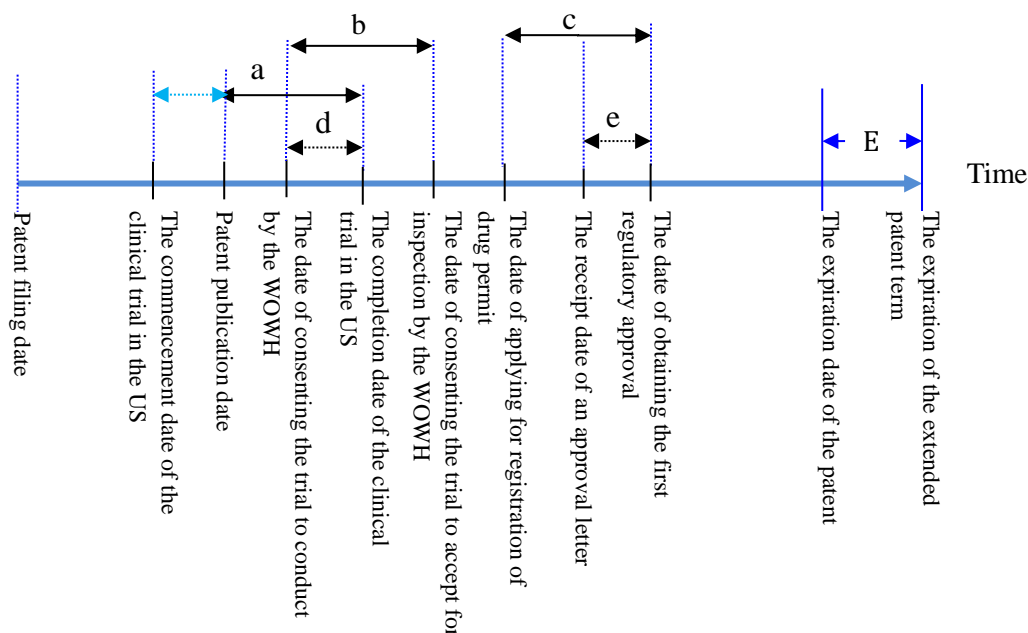 b
c
a
d
e
E
Time
Patent filing date
The commencement date of the
clinical trial in the US
Patent publication date
The date of consenting the trial to conduct
by the WOWH
The completion date of the clinical
trial in the US
The date of consenting the trial to accept for
inspection by the WOWH
The date of applying for registration of
drug permit
The receipt date of an approval letter
The date of obtaining the first
regulatory approval
The expiration date of the patent
The expiration of the extended
patent term